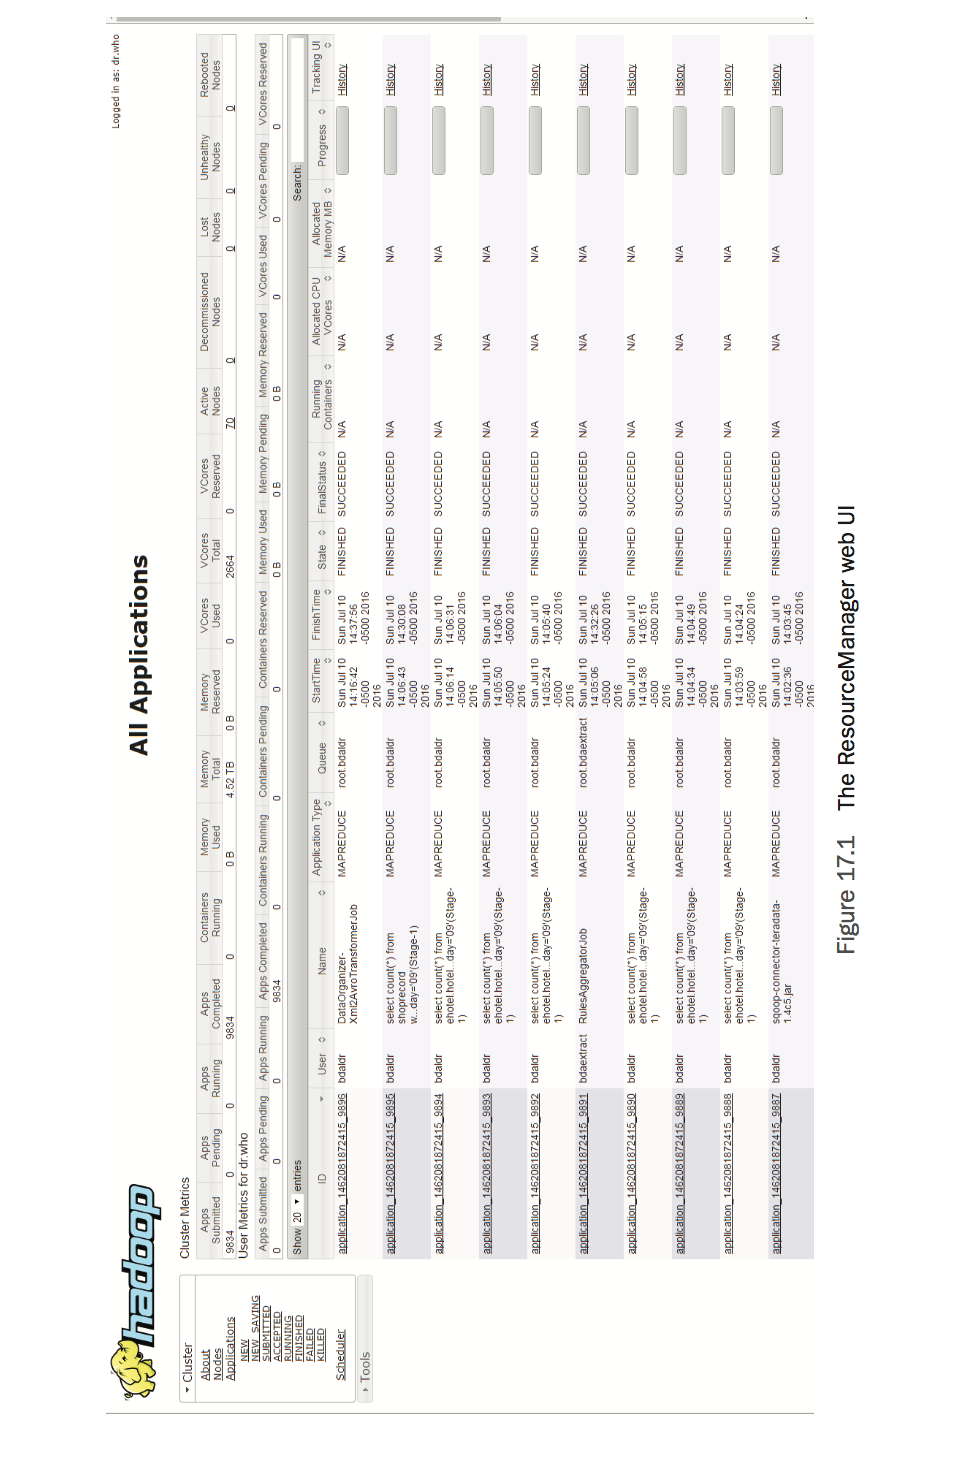 Logged in as: dr.who
hadoop
All Applications
Cluster
About
Nodes
Applications
NEW
NEW_SAVING
SUBMITTED
ACCEPTED
RUNNING
FINISHED
FAILED
KILLED
Scheduler
Tools
Cluster Metrics
Apps Submitted Apps Pending Apps Running Apps Completed Containers Running Memory Used Memory Total Memory Reserved VCores Used VCores Total VCores Reserved Active Nodes Decommissioned Nodes Lost Nodes Unhealthy Nodes Rebooted Nodes
9834 0 0 9834 0 0 B 4.52 TB 0 B 0 2664 0 70 0 0 0 0
User Metrics for dr.who
Apps Submitted Apps Pending Apps Running Apps Completed Containers Running Containers Pending Containers Reserved Memory Used Memory Pending Memory Reserved VCores Used VCores Pending VCores Reserved
0 0 0 9834 0 0 0 0 B 0 B 0 B 0 0 0
Show 20 entries Search:
ID User Name Application Type Queue StartTime FinishTime State FinalStatus Running Containers Allocated CPU VCores Allocated Memory MB Progress Tracking UI
application_1462081872415_9896 bdaldr DataOrganizer- MAPREDUCE root.bdaldr Sun Jul 10 Sun Jul 10 FINISHED SUCCEEDED N/A N/A N/A History
Xml2AvroTransformerJob 14:16:42 14:37:56
-0500 -0500 2016
2016
application_1462081872415_9895 bdaldr select count(*) from MAPREDUCE root.bdaldr Sun Jul 10 Sun Jul 10 FINISHED SUCCEEDED N/A N/A N/A History
shoprecord 14:06:43 14:30:08
w...day='09'(Stage-1) -0500 -0500 2016
2016
application_1462081872415_9894 bdaldr select count(*) from MAPREDUCE root.bdaldr Sun Jul 10 Sun Jul 10 FINISHED SUCCEEDED N/A N/A N/A History
ehotel.hotel...day='09'(Stage- 14:06:14 14:06:31
1) -0500 -0500 2016
2016
application_1462081872415_9893 bdaldr select count(*) from MAPREDUCE root.bdaldr Sun Jul 10 Sun Jul 10 FINISHED SUCCEEDED N/A N/A N/A History
ehotel.hotel...day='09'(Stage- 14:05:50 14:06:04
1) -0500 -0500 2016
2016
application_1462081872415_9892 bdaldr select count(*) from MAPREDUCE root.bdaldr Sun Jul 10 Sun Jul 10 FINISHED SUCCEEDED N/A N/A N/A History
ehotel.hotel...day='09'(Stage- 14:05:24 14:05:40
1) -0500 -0500 2016
2016
application_1462081872415_9891 bdaextract RulesAggregatorJob MAPREDUCE root.bdaextract Sun Jul 10 Sun Jul 10 FINISHED SUCCEEDED N/A N/A N/A History
14:05:06 14:32:26
-0500 -0500 2016
2016
application_1462081872415_9890 bdaldr select count(*) from MAPREDUCE root.bdaldr Sun Jul 10 Sun Jul 10 FINISHED SUCCEEDED N/A N/A N/A History
ehotel.hotel...day='09'(Stage- 14:04:58 14:05:15
1) -0500 -0500 2016
2016
application_1462081872415_9889 bdaldr select count(*) from MAPREDUCE root.bdaldr Sun Jul 10 Sun Jul 10 FINISHED SUCCEEDED N/A N/A N/A History
ehotel.hotel...day='09'(Stage- 14:04:34 14:04:49
1) -0500 -0500 2016
2016
application_1462081872415_9888 bdaldr select count(*) from MAPREDUCE root.bdaldr Sun Jul 10 Sun Jul 10 FINISHED SUCCEEDED N/A N/A N/A History
ehotel.hotel...day='09'(Stage- 14:03:59 14:04:24
1) -0500 -0500 2016
2016
application_1462081872415_9887 bdaldr sqoop-connector-teradata- MAPREDUCE root.bdaldr Sun Jul 10 Sun Jul 10 FINISHED SUCCEEDED N/A N/A N/A History
1.4c5.jar 14:02:36 14:03:45
-0500 -0500 2016
2016
Figure 17.1 The ResourceManager web UI